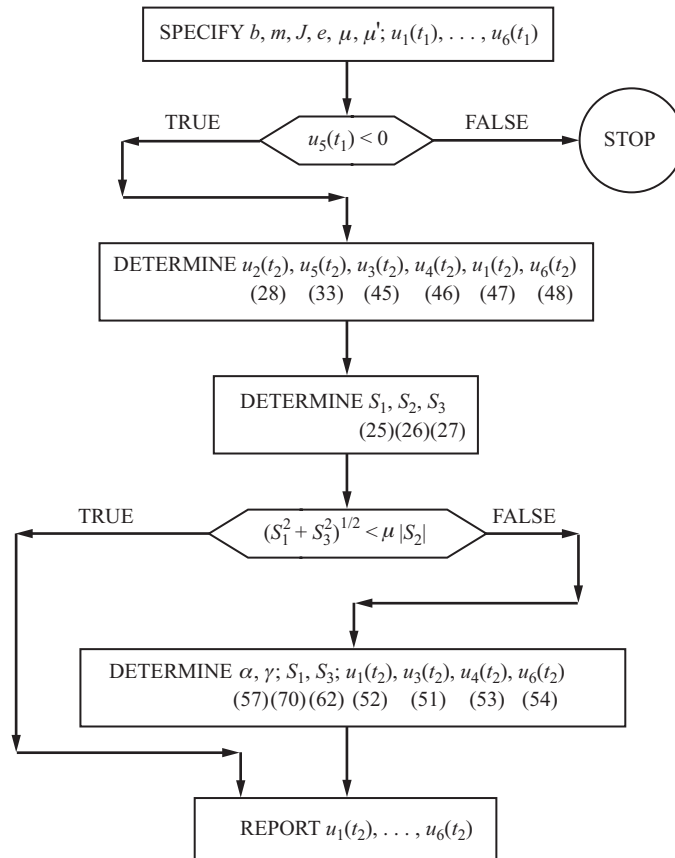 SPECIFY b, m, J, e, μ, μ'; u₁(t₁), . . . , u₆(t₁)
TRUE
FALSE
u₅(t₁) < 0
STOP
DETERMINE u₂(t₂), u₅(t₂), u₃(t₂), u₄(t₂), u₁(t₂), u₆(t₂)
(28) (33) (45) (46) (47) (48)
DETERMINE S₁, S₂, S₃
(25)(26)(27)
TRUE
FALSE
(S₁² + S₃²)^1/2 < μ |S₂|
DETERMINE α, γ; S₁, S₃; u₁(t₂), u₃(t₂), u₄(t₂), u₆(t₂)
(57)(70)(62) (52) (51) (53) (54)
REPORT u₁(t₂), . . . , u₆(t₂)